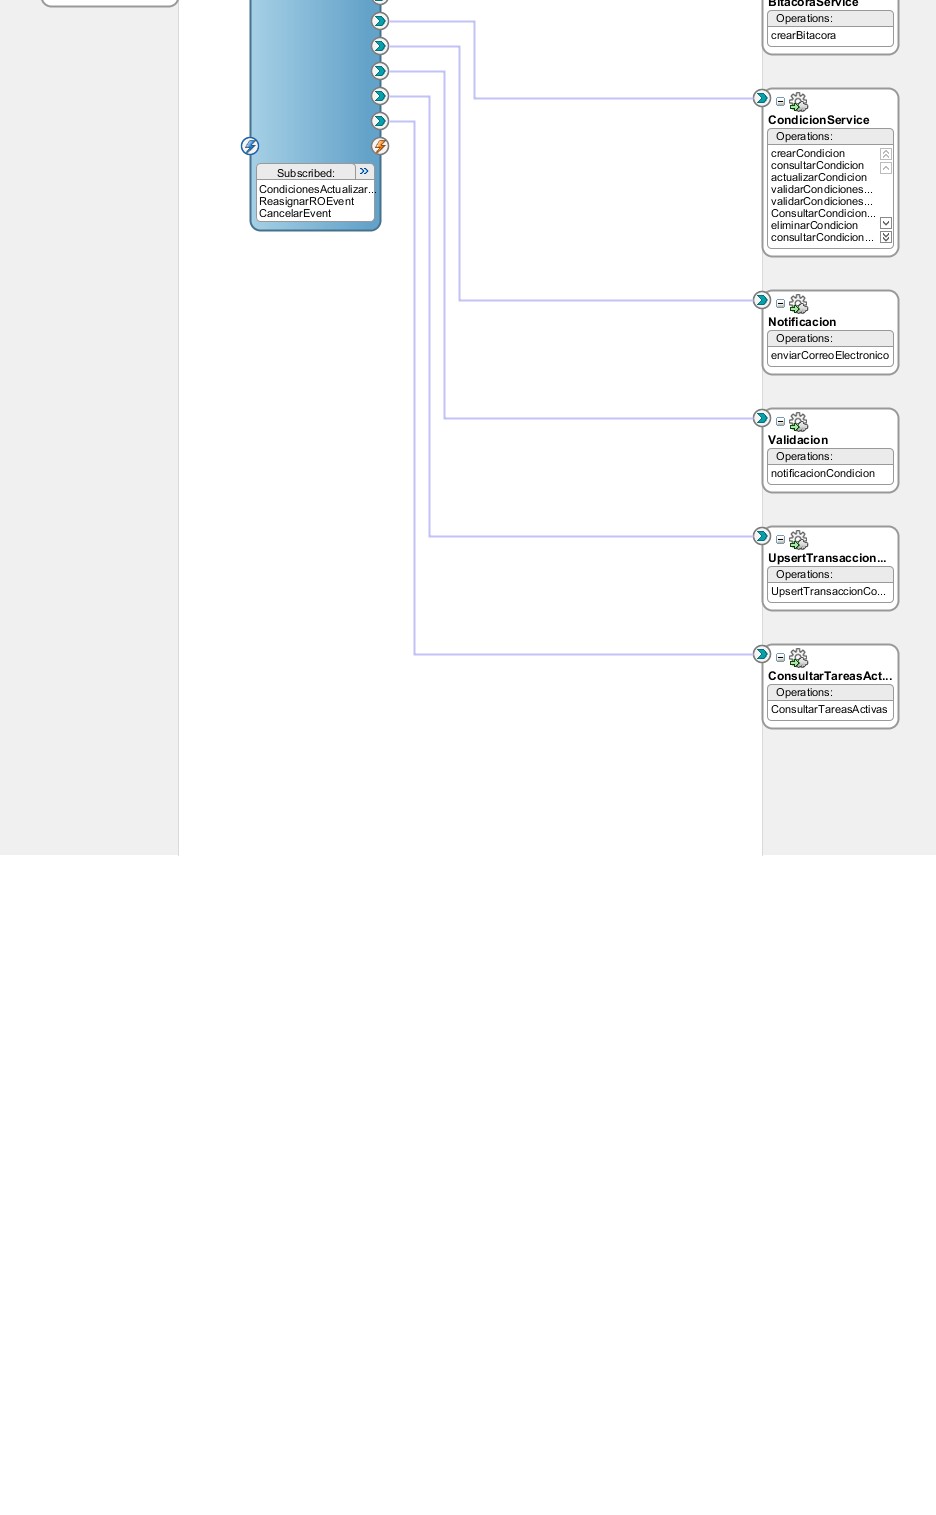 BitacoraService
Operations:
crearBitacora
CondicionService
Operations:
crearCondicion
consultarCondicion
actualizarCondicion
validarCondiciones...
validarCondiciones...
ConsultarCondicion...
eliminarCondicion
consultarCondicion...
Subscribed:
CondicionesActualizar...
ReasignarROEvent
CancelarEvent
Notificacion
Operations:
enviarCorreoElectronico
Validacion
Operations:
notificacionCondicion
UpsertTransaccion...
Operations:
UpsertTransaccionCo...
ConsultarTareasAct...
Operations:
ConsultarTareasActivas